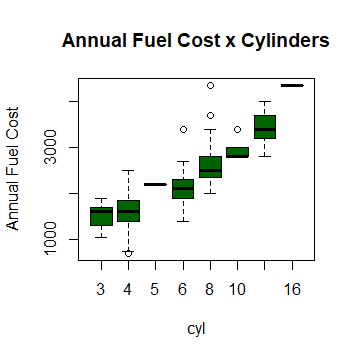 Annual Fuel Cost x Cylinders
Annual Fuel Cost
3000
1000
3 4 5 6 8 10 16
cyl